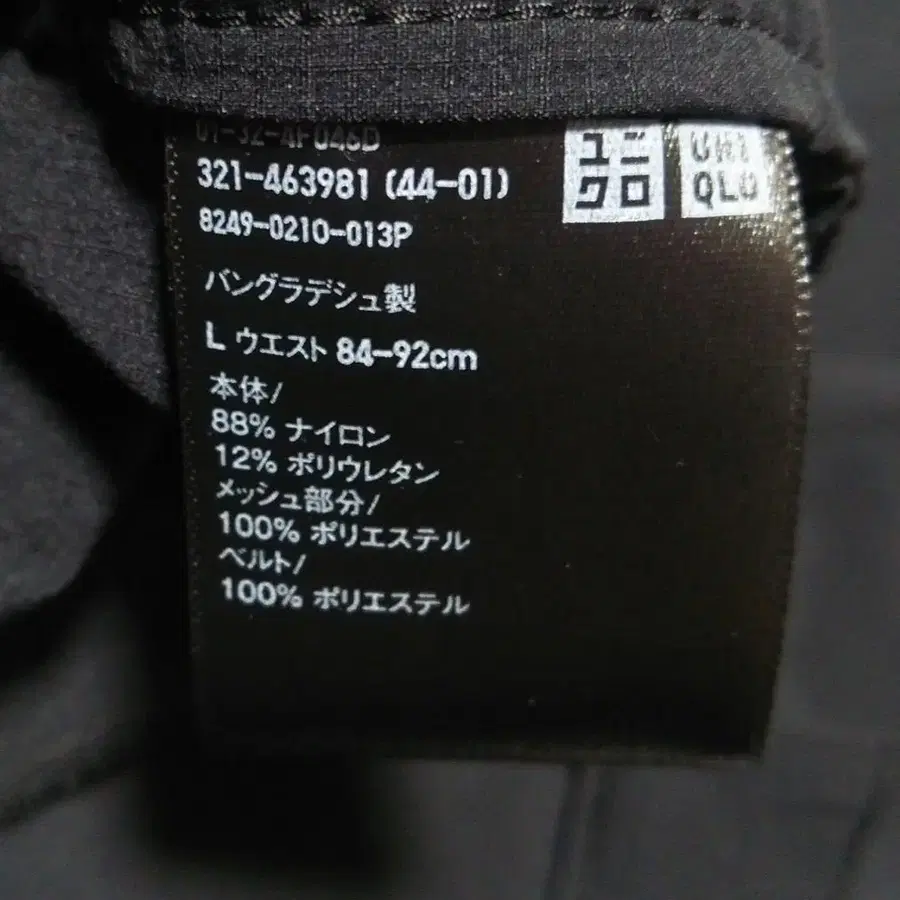 01-32-4F046D
321-463981 (44-01)
8249-0210-013P
ユニ
クロ
UNI
QLO
バングラデシュ製
L ウエスト 84-92cm
本体/
88% ナイロン
12% ポリウレタン
メッシュ部分/
100% ポリエステル
ベルト/
100% ポリエステル